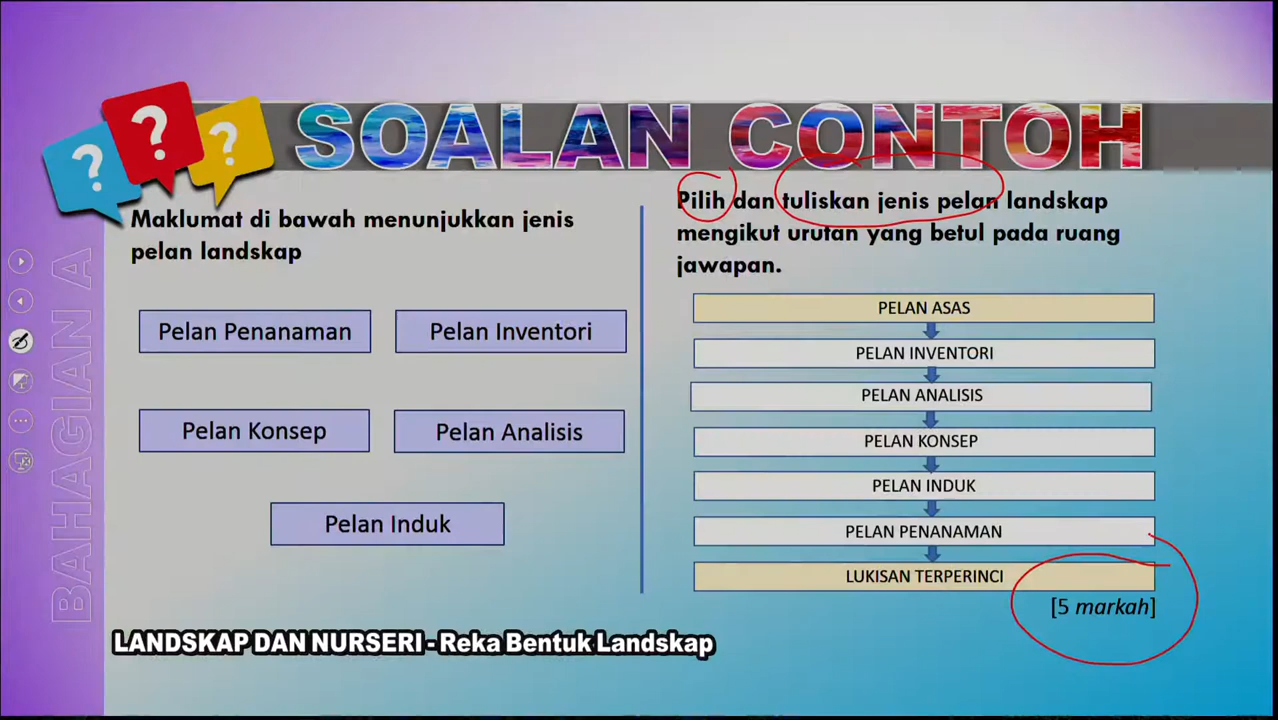 SOALAN CONTOH
BAHAGIAN A
Maklumat di bawah menunjukkan jenis
pelan landskap
Pelan Penanaman
Pelan Inventori
Pelan Konsep
Pelan Analisis
Pelan Induk
Pilih dan tuliskan jenis pelan landskap
mengikut urutan yang betul pada ruang
jawapan.
PELAN ASAS
PELAN INVENTORI
PELAN ANALISIS
PELAN KONSEP
PELAN INDUK
PELAN PENANAMAN
LUKISAN TERPERINCI
[5 markah]
LANDSKAP DAN NURSERI - Reka Bentuk Landskap